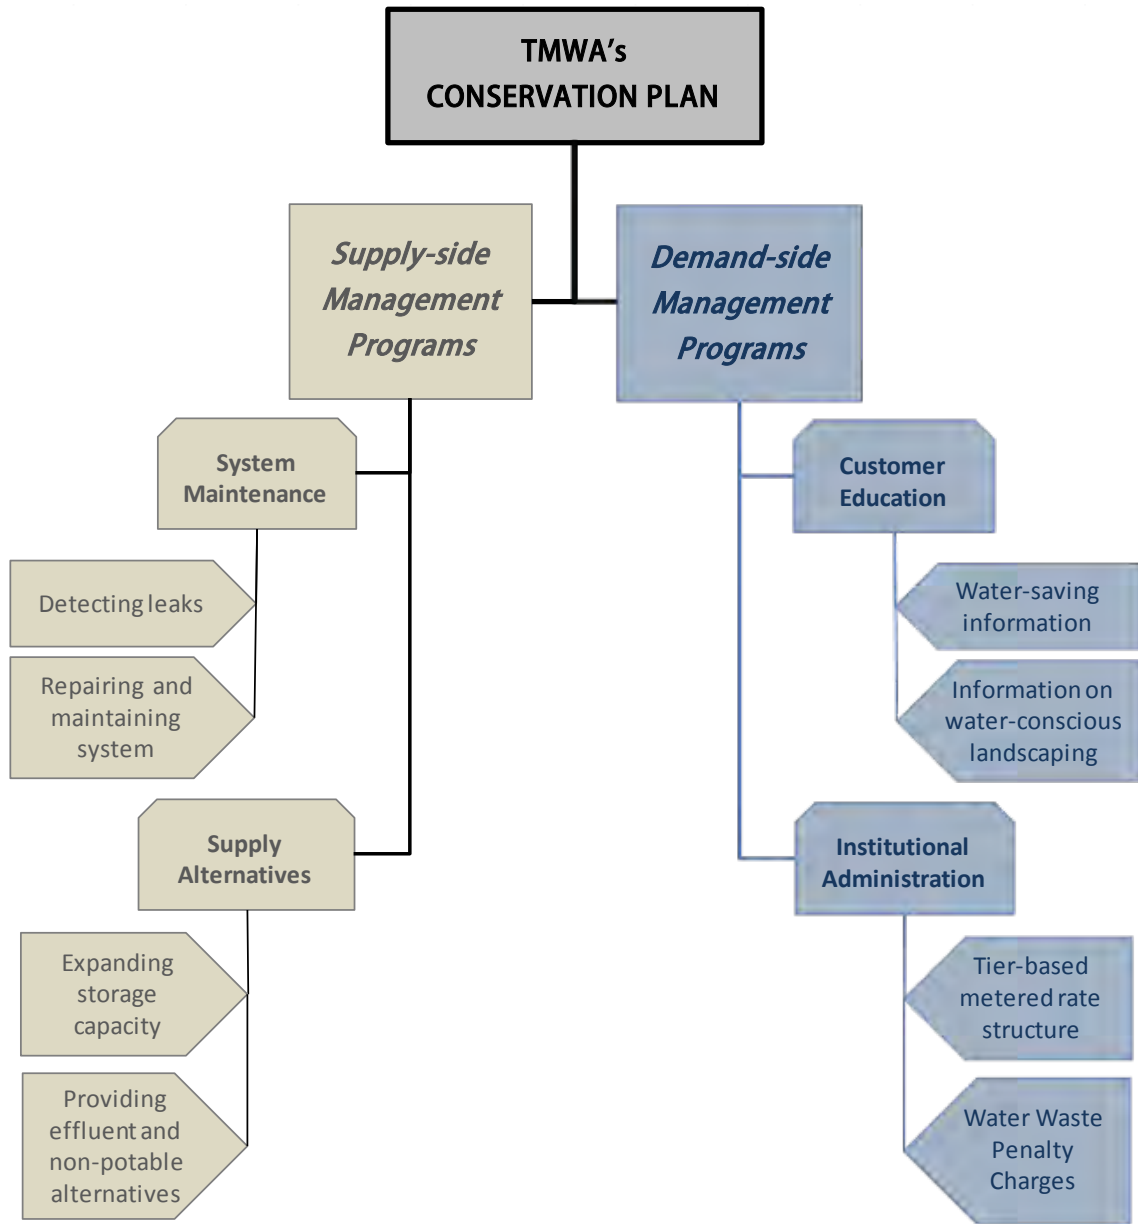 TMWA's
CONSERVATION PLAN
Supply-side
Management
Programs
Demand-side
Management
Programs
System
Maintenance
Detecting leaks
Repairing and
maintaining
system
Supply
Alternatives
Expanding
storage
capacity
Providing
effluent and
non-potable
alternatives
Customer
Education
Water-saving
information
Information on
water-conscious
landscaping
Institutional
Administration
Tier-based
metered rate
structure
Water Waste
Penalty
Charges